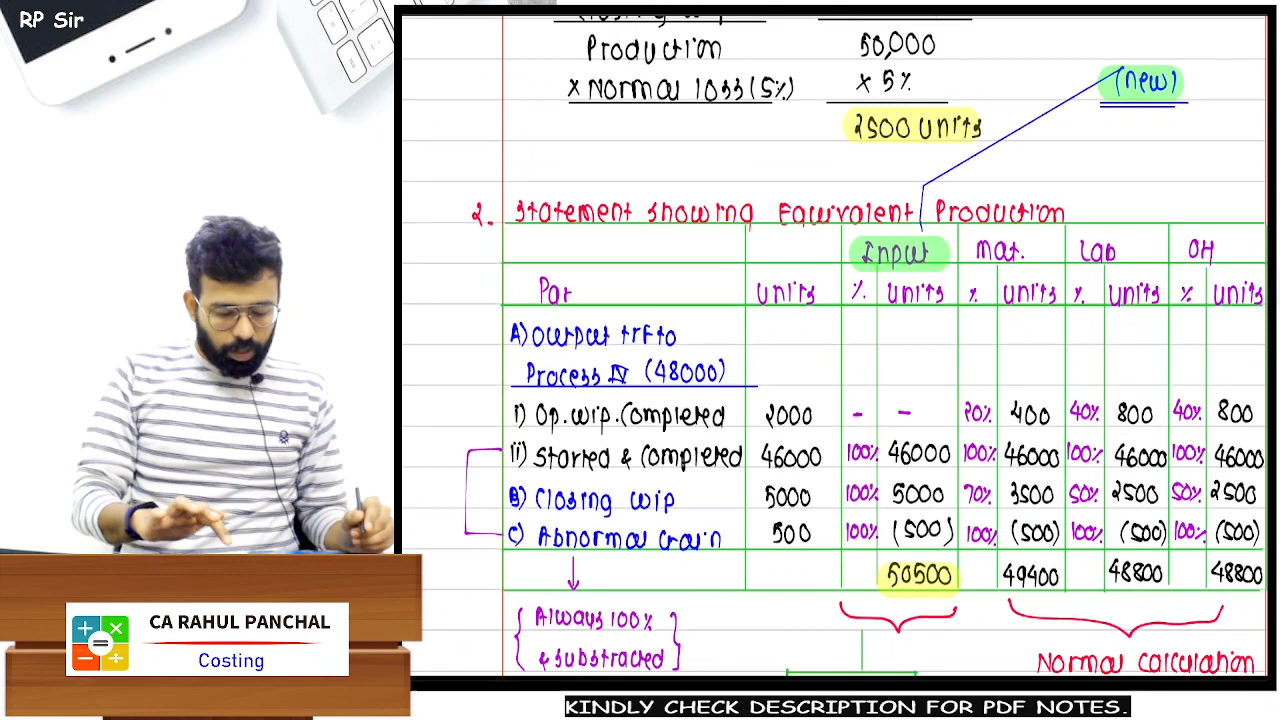 RP Sir
Production 50,000
x Normal loss (5%) x 5%
2500 units
(new)
2. Statement showing Equivalent Production
Input Mat. Lab OH
Par units % units % units % units % units
A) Output trf to
Process IV (48000)
i) Op. wip. Completed 2000 - - 20% 400 40% 800 40% 800
ii) Started & Completed 46000 100% 46000 100% 46000 100% 46000 100% 46000
B) Closing wip 5000 100% 5000 70% 3500 50% 2500 50% 2500
C) Abnormal Gain 500 100% (500) 100% (500) 100% (500) 100% (500)
50500 49400 48800 48800
Always 100%
& substracted
Normal calculation
CA RAHUL PANCHAL
Costing
KINDLY CHECK DESCRIPTION FOR PDF NOTES.